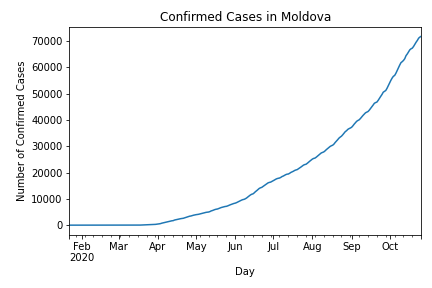 Confirmed Cases in Moldova
Number of Confirmed Cases
70000
60000
50000
40000
30000
20000
10000
0
Feb Mar Apr May Jun Jul Aug Sep Oct
2020
Day